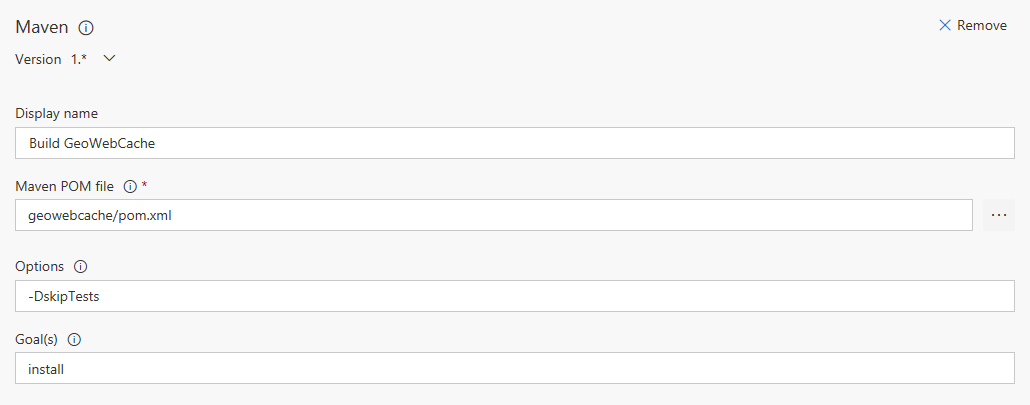 Maven
Remove
Version 1.*
Display name
Build GeoWebCache
Maven POM file *
geowebcache/pom.xml
...
Options
-DskipTests
Goal(s)
install